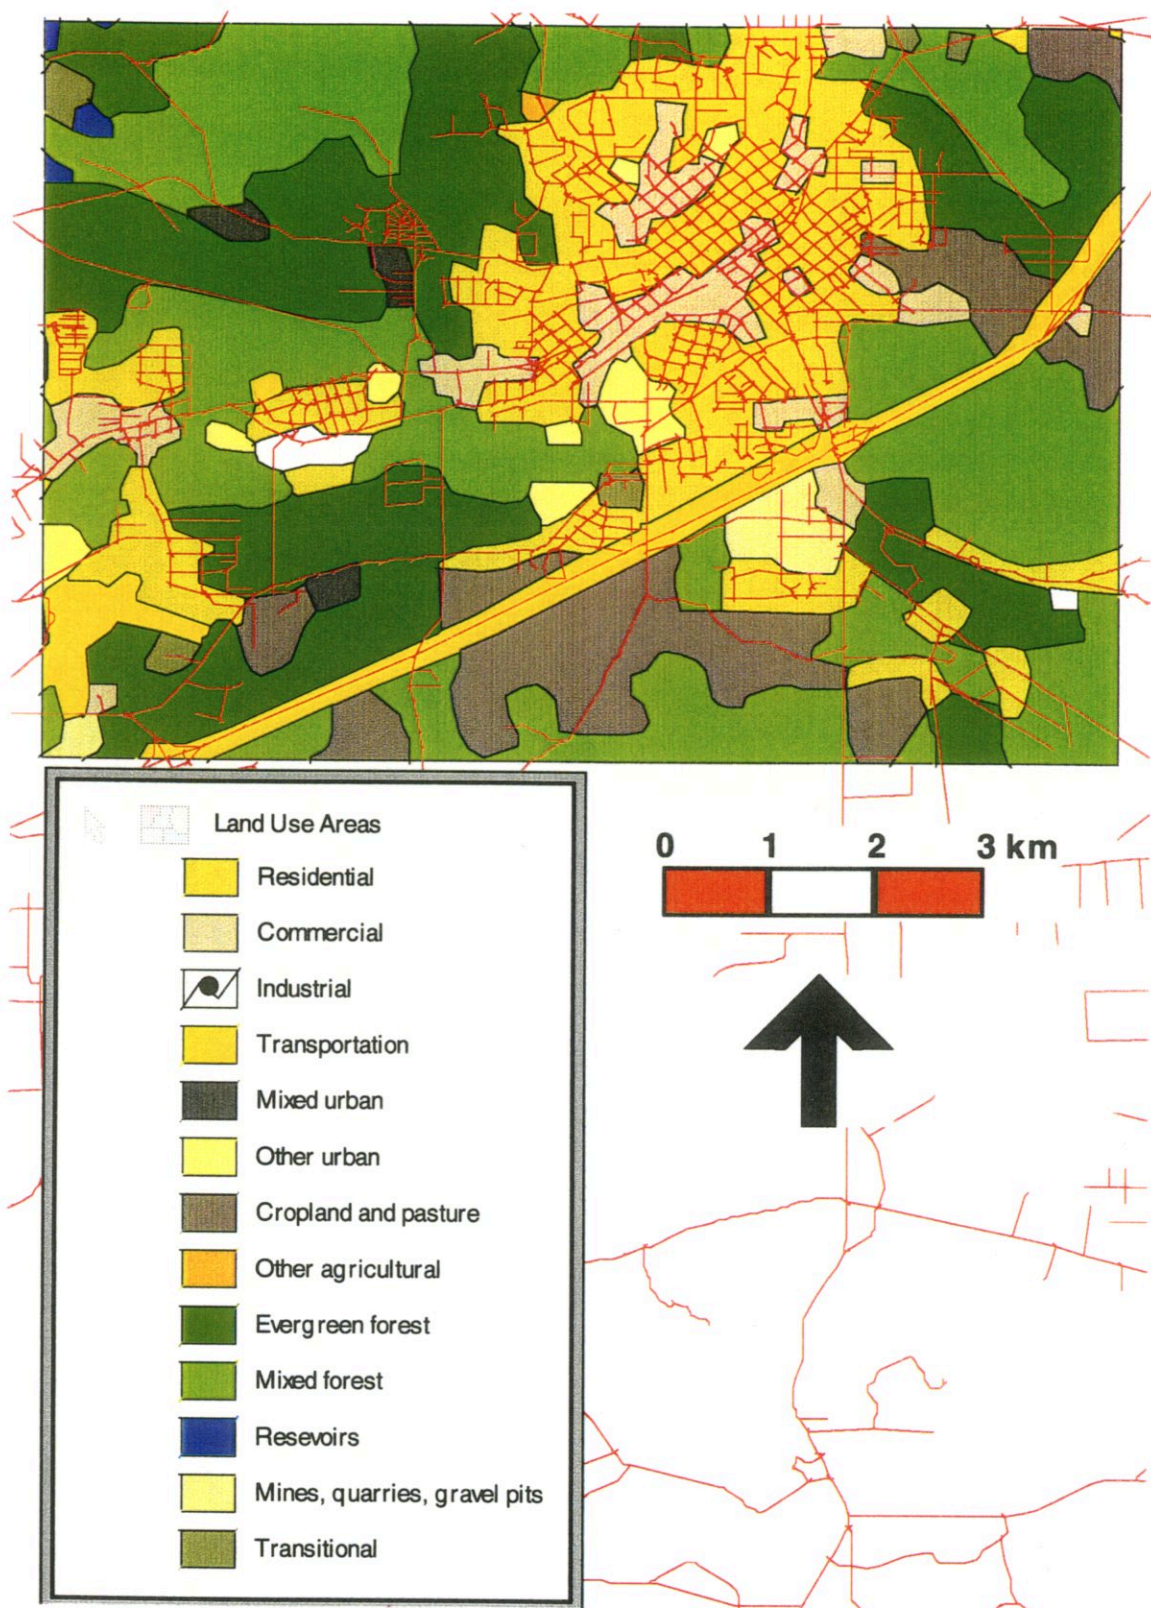 Land Use Areas
Residential
Commercial
Industrial
Transportation
Mixed urban
Other urban
Cropland and pasture
Other agricultural
Evergreen forest
Mixed forest
Resevoirs
Mines, quarries, gravel pits
Transitional
0 1 2 3 km